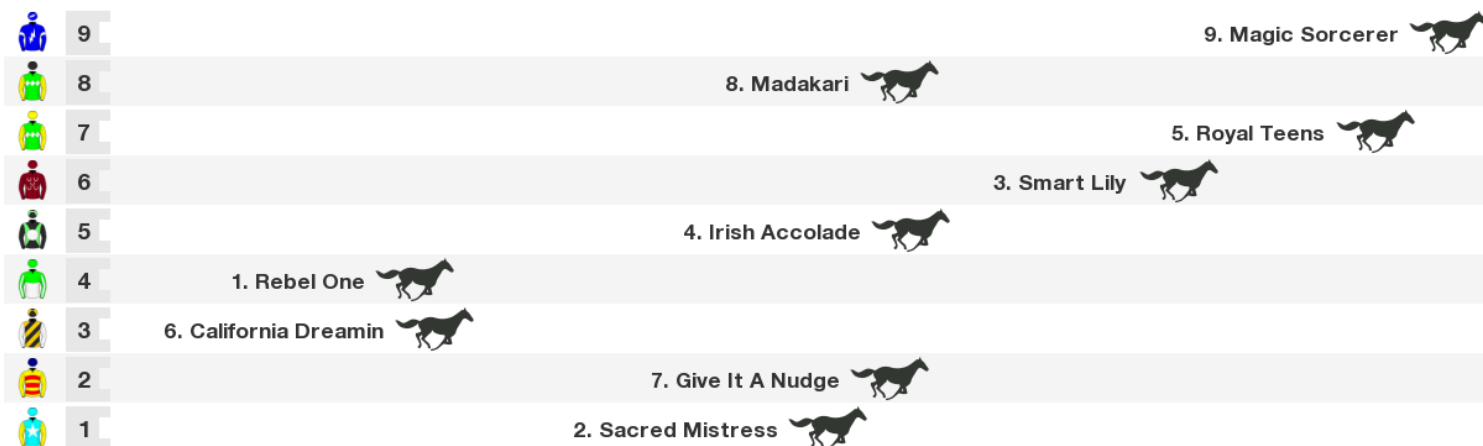 9 9. Magic Sorcerer
8 8. Madakari
7 5. Royal Teens
6 3. Smart Lily
5 4. Irish Accolade
4 1. Rebel One
3 6. California Dreamin
2 7. Give It A Nudge
1 2. Sacred Mistress